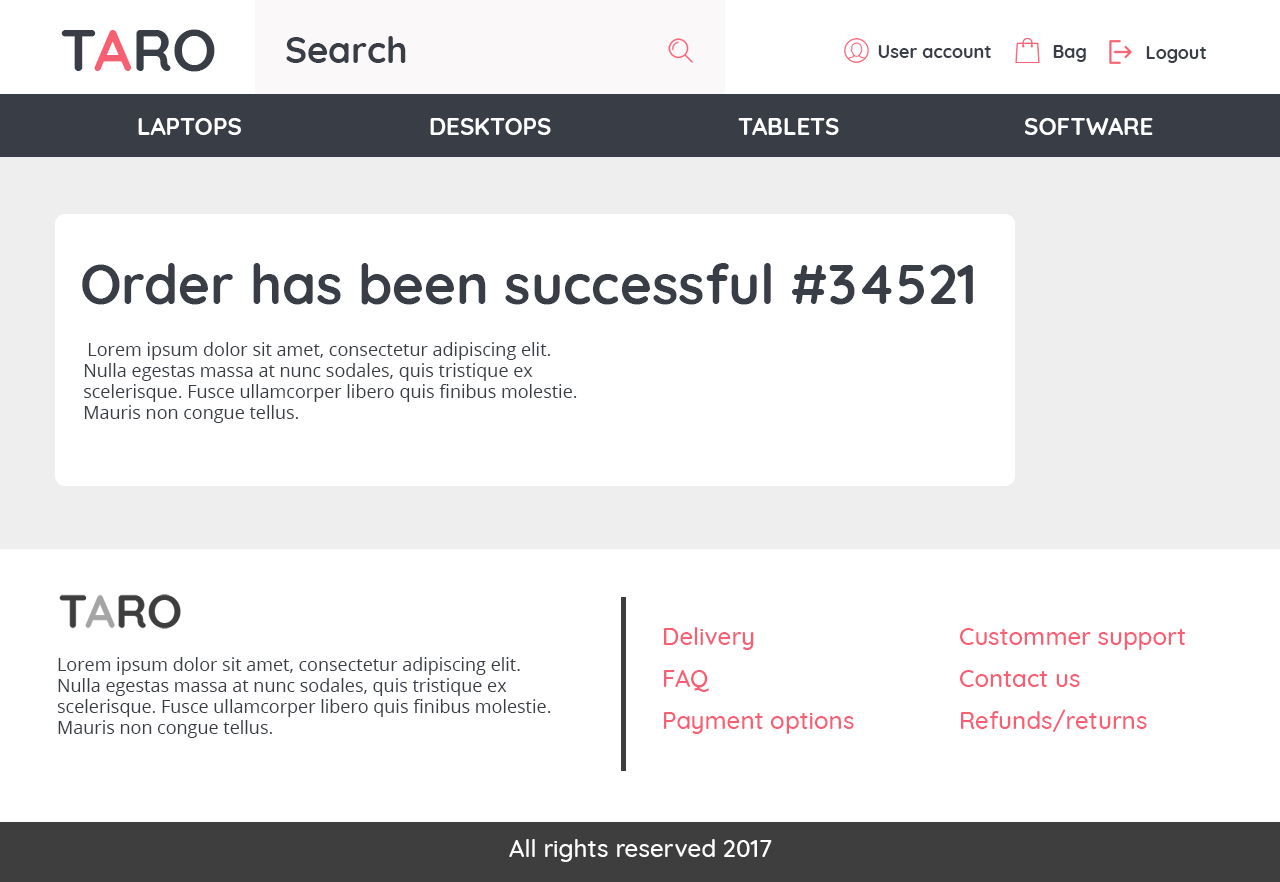 TARO
Search
User account
Bag
Logout
LAPTOPS
DESKTOPS
TABLETS
SOFTWARE
Order has been successful #34521
Lorem ipsum dolor sit amet, consectetur adipiscing elit.
Nulla egestas massa at nunc sodales, quis tristique ex
scelerisque. Fusce ullamcorper libero quis finibus molestie.
Mauris non congue tellus.
TARO
Lorem ipsum dolor sit amet, consectetur adipiscing elit.
Nulla egestas massa at nunc sodales, quis tristique ex
scelerisque. Fusce ullamcorper libero quis finibus molestie.
Mauris non congue tellus.
Delivery
FAQ
Payment options
Custommer support
Contact us
Refunds/returns
All rights reserved 2017